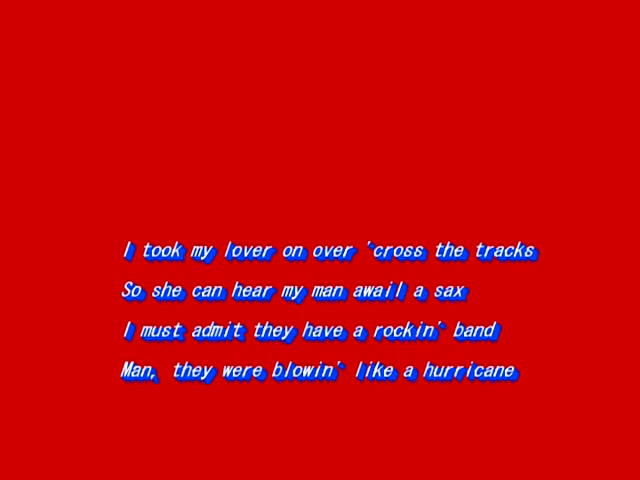 I took my lover on over 'cross the tracks
So she can hear my man awail a sax
I must admit they have a rockin' band
Man, they were blowin' like a hurricane